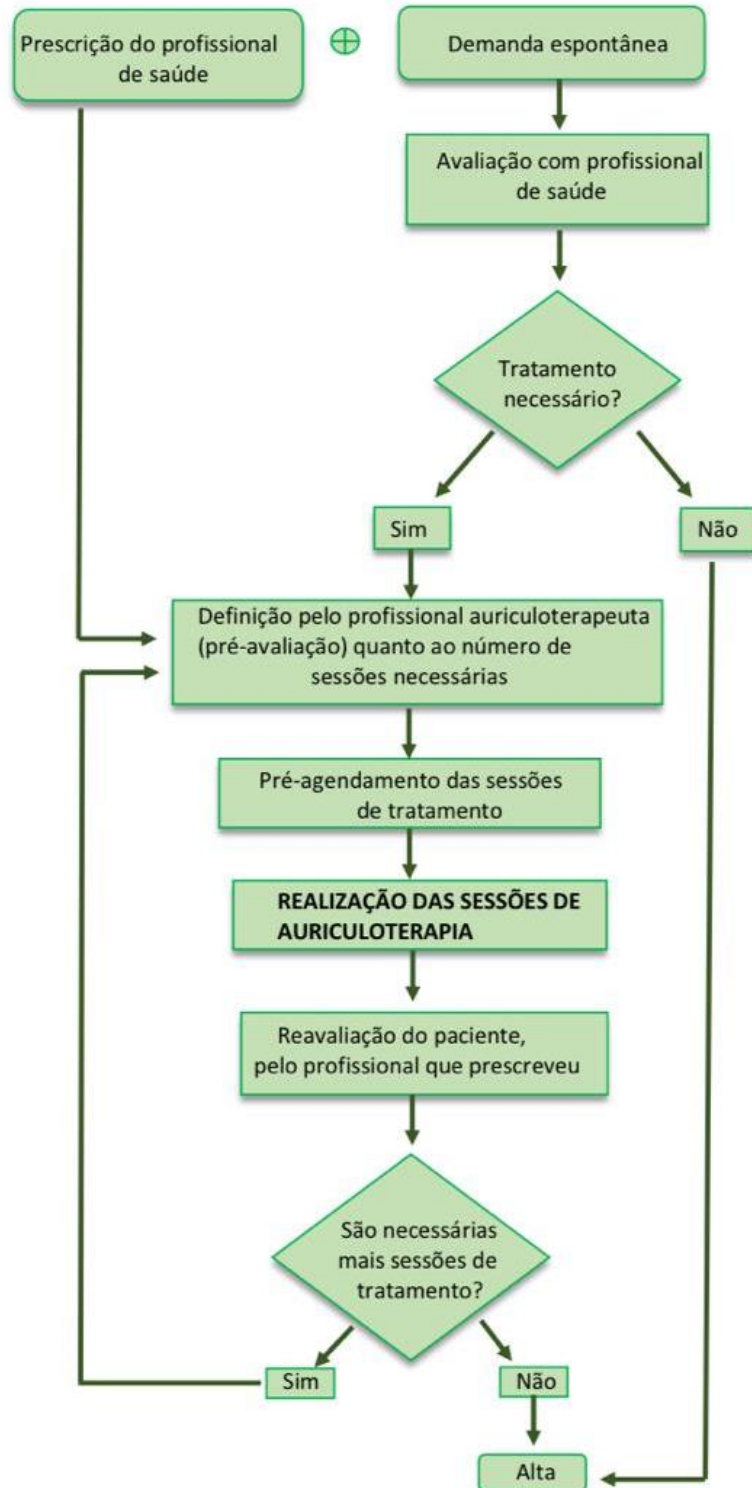 Prescrição do profissional
de saúde
Demanda espontânea
Avaliação com profissional
de saúde
Tratamento
necessário?
Sim
Não
Definição pelo profissional auriculoterapeuta
(pré-avaliação) quanto ao número de
sessões necessárias
Pré-agendamento das sessões
de tratamento
REALIZAÇÃO DAS SESSÕES DE
AURICULOTERAPIA
Reavaliação do paciente,
pelo profissional que prescreveu
São necessárias
mais sessões de
tratamento?
Sim
Não
Alta